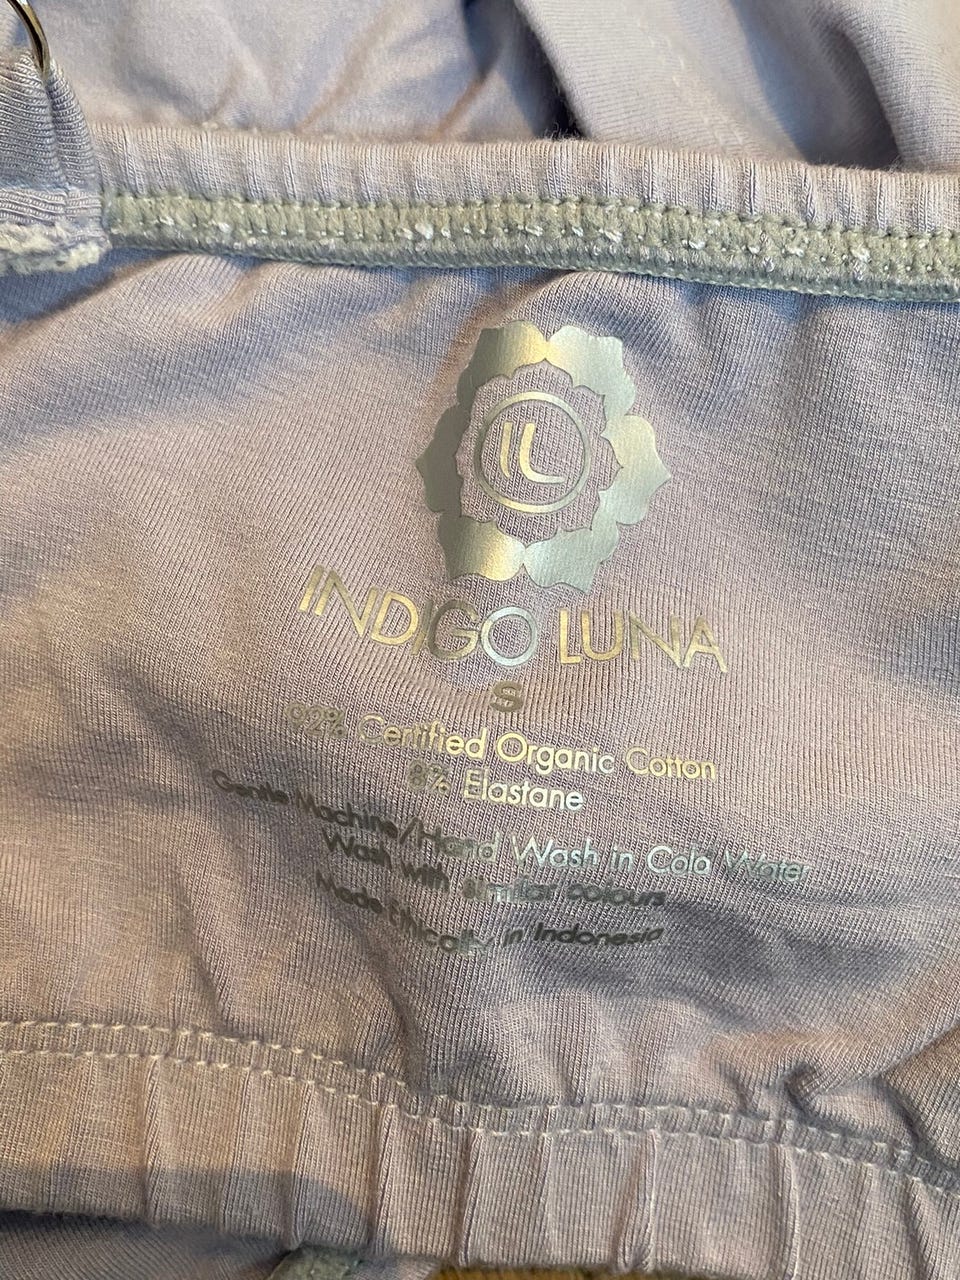 IL
INDIGO LUNA
S
92% Certified Organic Cotton
8% Elastane
Gentle Machine/Hand Wash in Cold Water
Wash with similar colours
Made Ethically in Indonesia